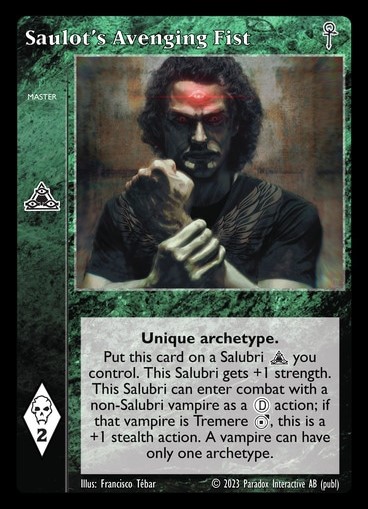 Saulot's Avenging Fist
MASTER
Unique archetype.
Put this card on a Salubri you
control. This Salubri gets +1 strength.
This Salubri can enter combat with a
non-Salubri vampire as a Ⓓ action; if
that vampire is Tremere , this is a
+1 stealth action. A vampire can have
only one archetype.
2
Illus: Francisco Tébar © 2023 Paradox Interactive AB (publ)